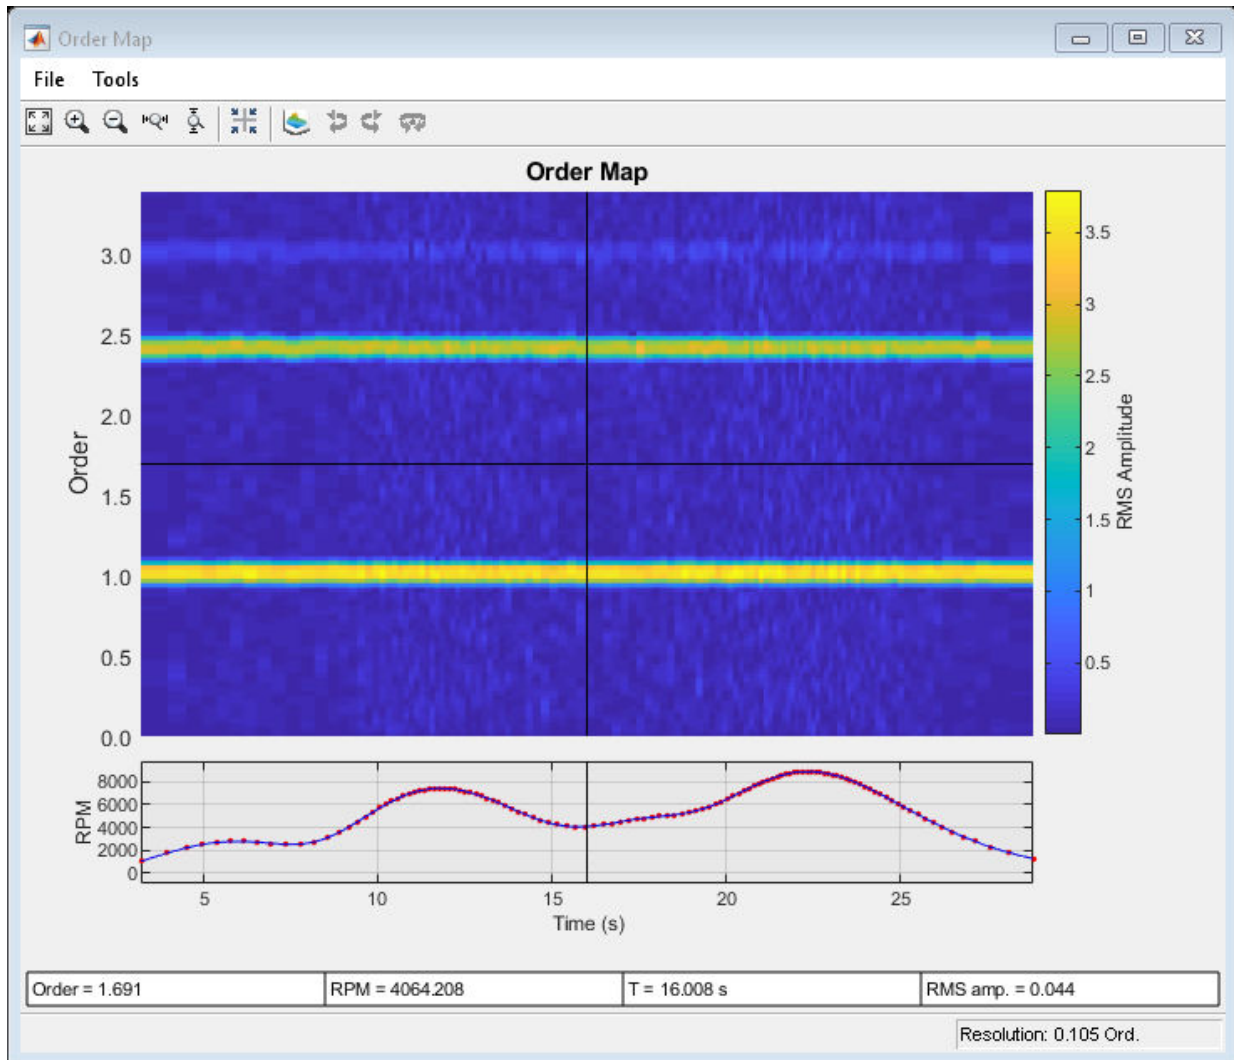 Order Map
File Tools
Order Map
Order
3.0
2.5
2.0
1.5
1.0
0.5
0.0
3.5
3
2.5
2
1.5
1
0.5
RMS Amplitude
RPM
8000
6000
4000
2000
0
5 10 15 20 25
Time (s)
Order = 1.691 RPM = 4064.208 T = 16.008 s RMS amp. = 0.044
Resolution: 0.105 Ord.